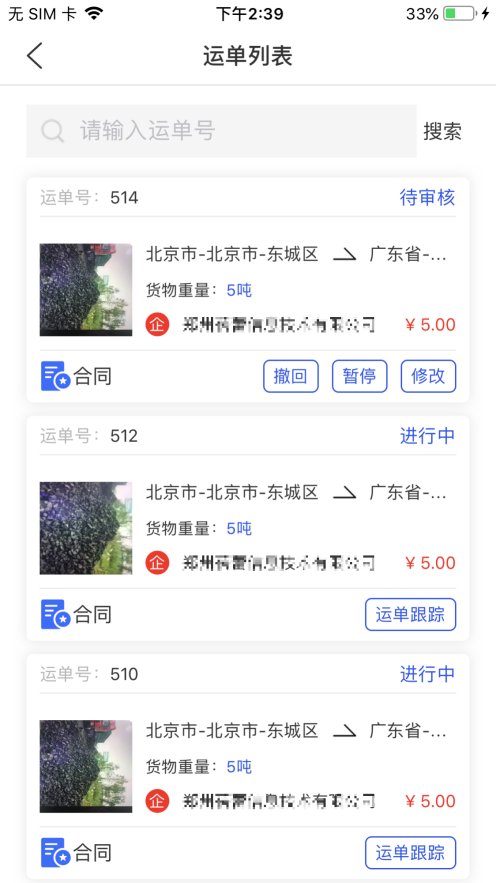 无 SIM 卡 下午2:39 33%
运单列表
请输入运单号 搜索
运单号: 514 待审核
北京市-北京市-东城区 广东省-...
货物重量: 5吨
企 ¥ 5.00
合同 撤回 暂停 修改
运单号: 512 进行中
北京市-北京市-东城区 广东省-...
货物重量: 5吨
企 ¥ 5.00
合同 运单跟踪
运单号: 510 进行中
北京市-北京市-东城区 广东省-...
货物重量: 5吨
企 ¥ 5.00
合同 运单跟踪